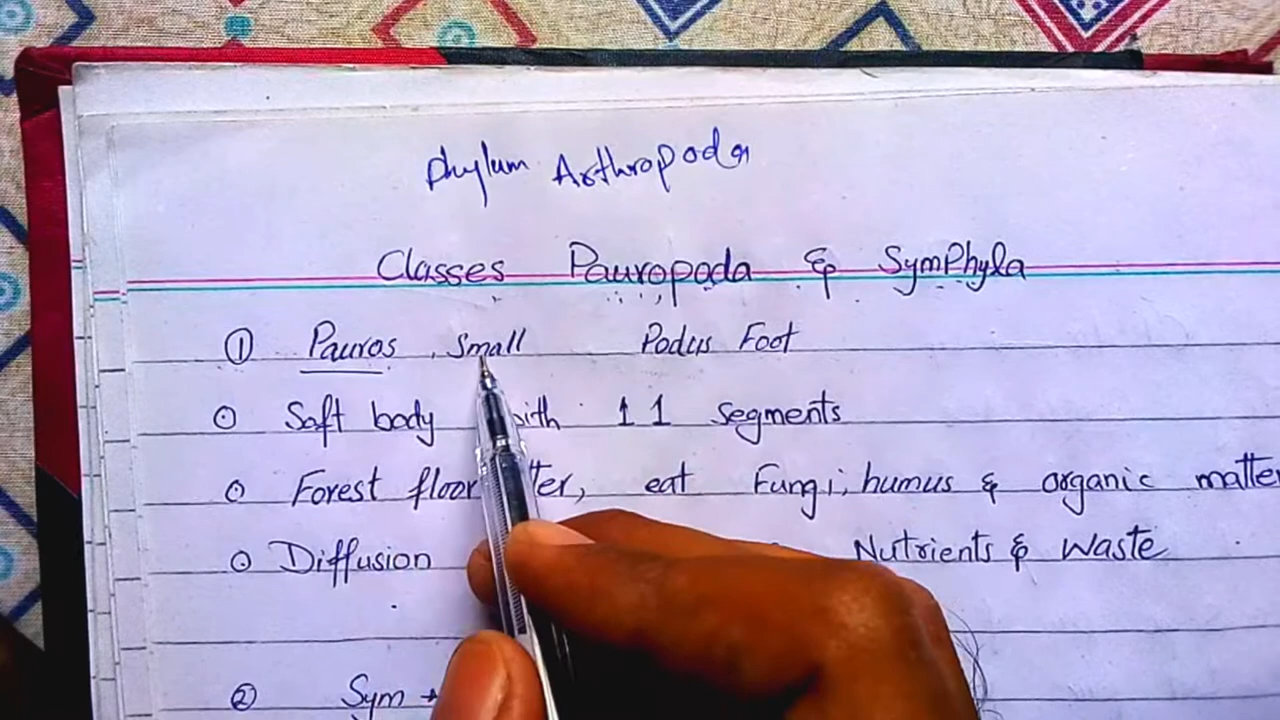 Phylum Arthropoda
Classes Pauropoda & SymPhyla
① Pauros, Small Podus Foot
Soft body with 11 segments
Forest floor eat Fungi, humus & organic matter
Diffusion Nutrients & Waste
② Sym